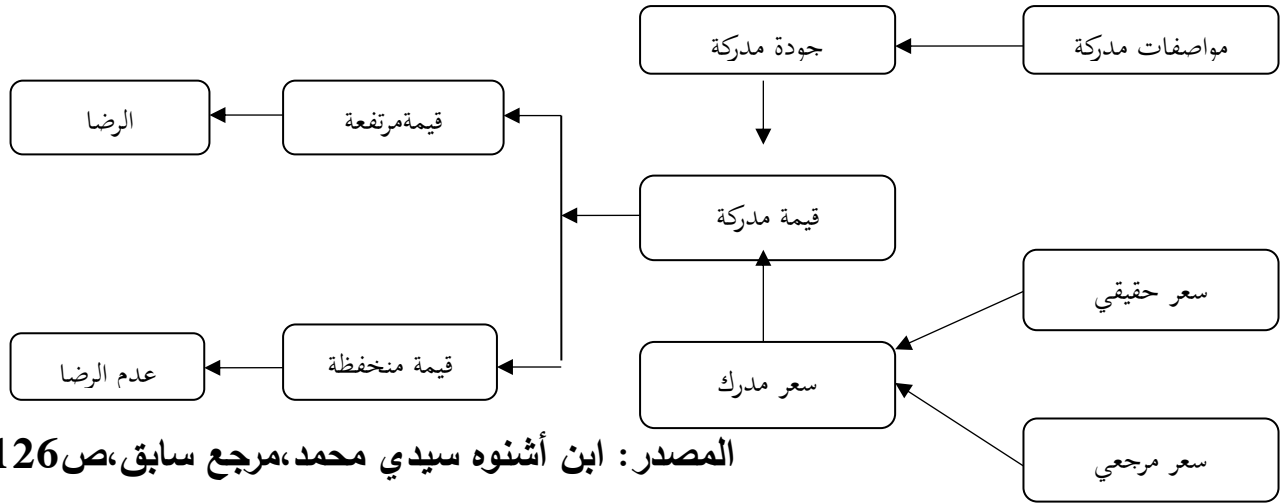 مواصفات مدركة
جودة مدركة
قيمةمرتفعة
الرضا
قيمة مدركة
سعر حقيقي
قيمة منخفظة
عدم الرضا
سعر مدرك
سعر مرجعي
المصدر: ابن أشنوه سيدي محمد،مرجع سابق،ص126